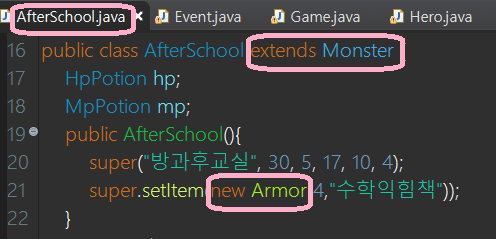 AfterSchool.java Event.java Game.java Hero.java
16 public class AfterSchool extends Monster
17 HpPotion hp;
18 MpPotion mp;
19 public AfterSchool(){
20 super("방과후교실", 30, 5, 17, 10, 4);
21 super.setItem(new Armor(4,"수학익힘책"));
22 }